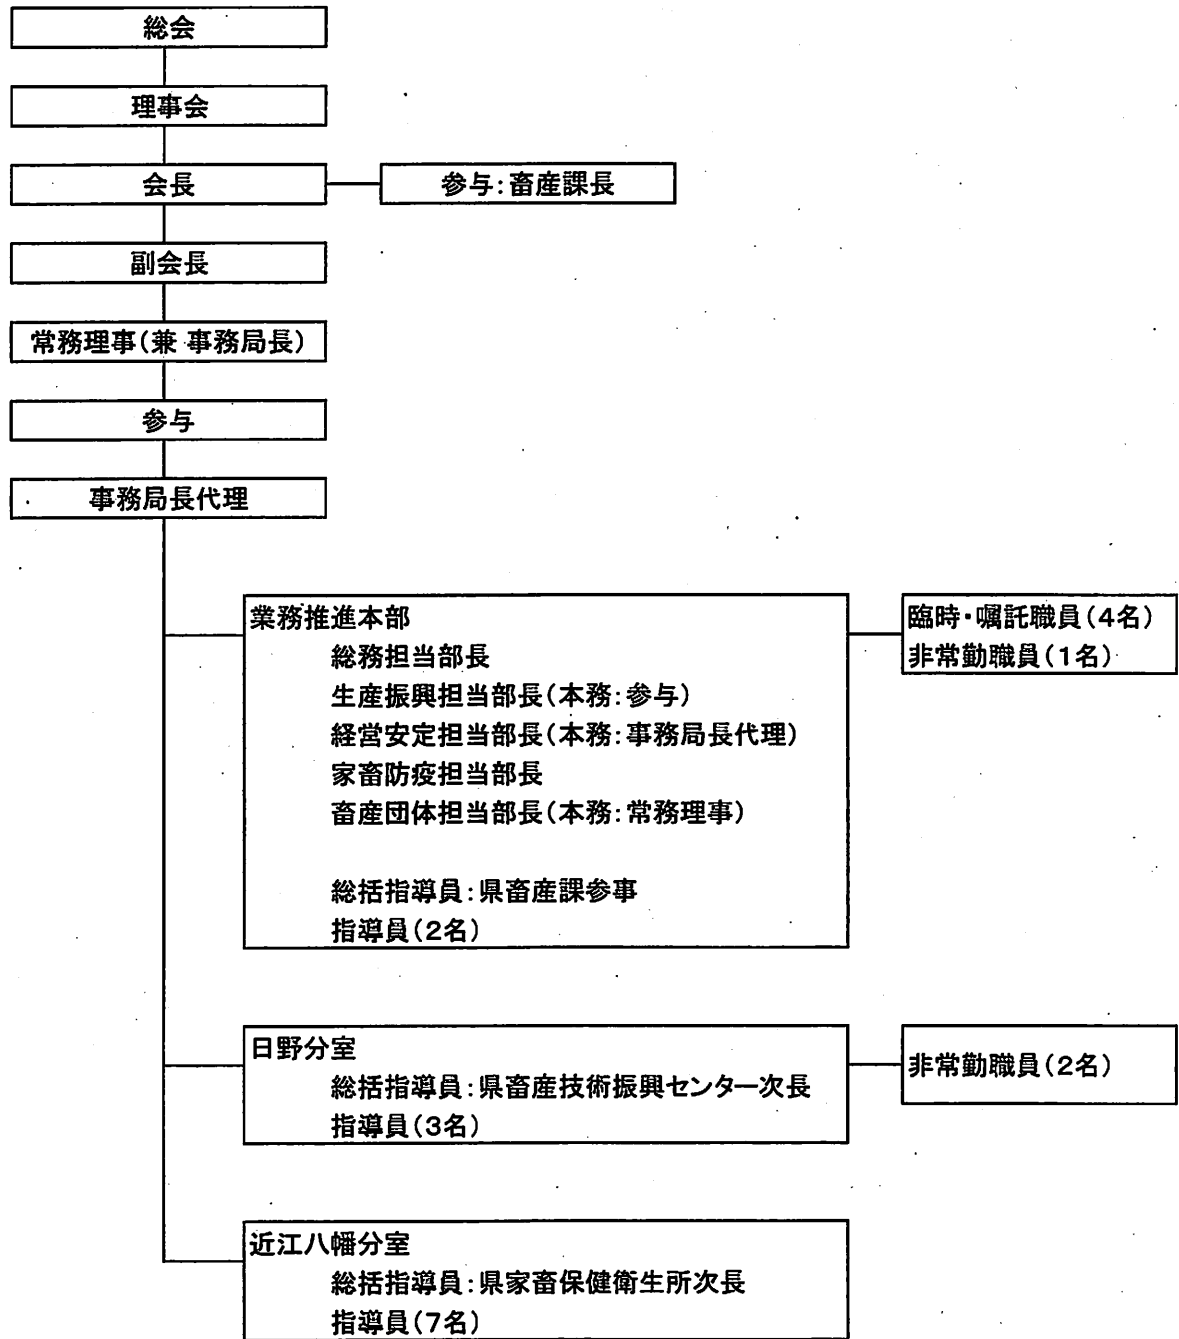 総会
理事会
会長
参与:畜産課長
副会長
常務理事(兼 事務局長)
参与
事務局長代理
業務推進本部
総務担当部長
生産振興担当部長(本務:参与)
経営安定担当部長(本務:事務局長代理)
家畜防疫担当部長
畜産団体担当部長(本務:常務理事)
総括指導員:県畜産課参事
指導員(2名)
臨時・嘱託職員(4名)
非常勤職員(1名)
日野分室
総括指導員:県畜産技術振興センター次長
指導員(3名)
非常勤職員(2名)
近江八幡分室
総括指導員:県家畜保健衛生所次長
指導員(7名)